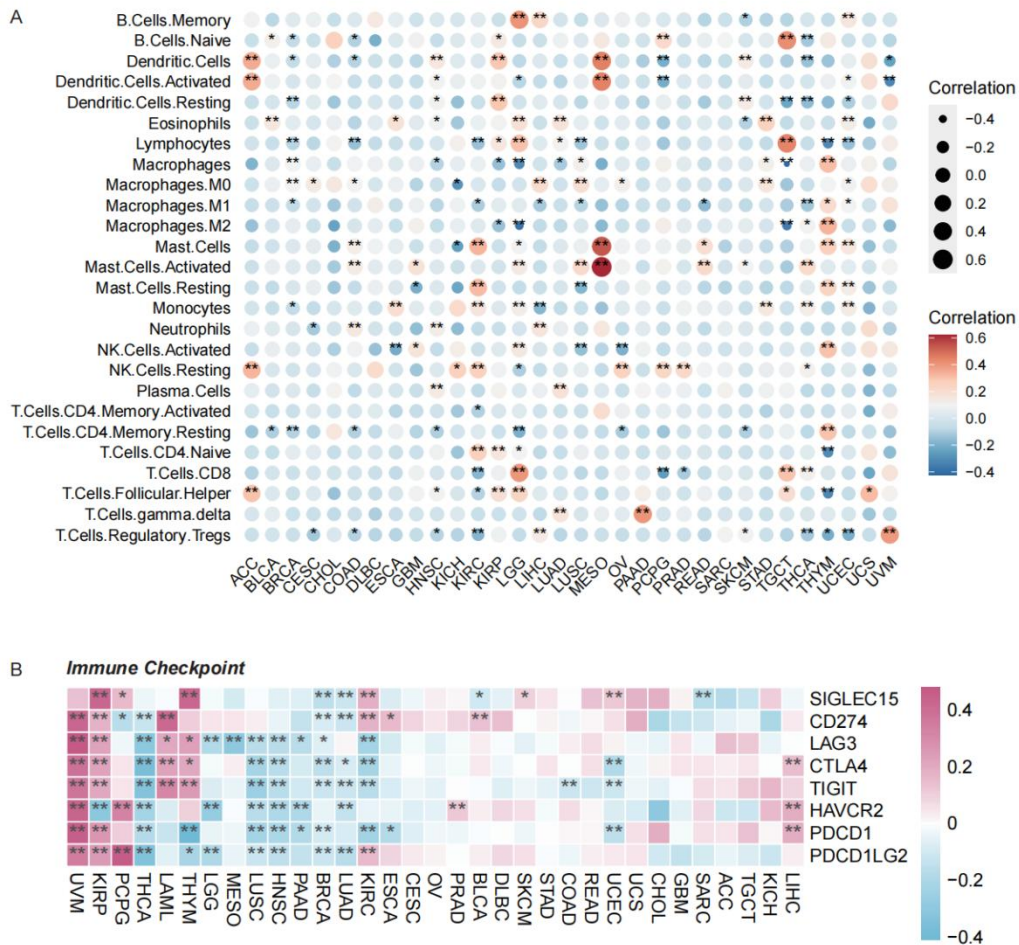 A
B.Cells.Memory
B.Cells.Naive
Dendritic.Cells
Dendritic.Cells.Activated
Dendritic.Cells.Resting
Eosinophils
Lymphocytes
Macrophages
Macrophages.M0
Macrophages.M1
Macrophages.M2
Mast.Cells
Mast.Cells.Activated
Mast.Cells.Resting
Monocytes
Neutrophils
NK.Cells.Activated
NK.Cells.Resting
Plasma.Cells
T.Cells.CD4.Memory.Activated
T.Cells.CD4.Memory.Resting
T.Cells.CD4.Naive
T.Cells.CD8
T.Cells.Follicular.Helper
T.Cells.gamma.delta
T.Cells.Regulatory.Tregs
ACC BLCA BRCA CESC CHOL COAD DLBC ESCA GBM HNSC KICH KIRC KIRP LGG LIHC LUAD LUSC MESO OV PAAD PCPG PRAD READ SARC SKCM STAD TGCT THCA THYM UCEC UCS UVM
Correlation
−0.4
−0.2
0.0
0.2
0.4
0.6
Correlation
0.6
0.4
0.2
0.0
−0.2
−0.4
B
Immune Checkpoint
SIGLEC15
CD274
LAG3
CTLA4
TIGIT
HAVCR2
PDCD1
PDCD1LG2
UVM KIRP PCPG THCA LAML THYM LGG MESO LUSC HNSC PAAD BRCA LUAD KIRC ESCA CESC OV PRAD BLCA DLBC SKCM STAD COAD READ UCEC UCS CHOL GBM SARC ACC TGCT KICH LIHC
0.4
0.2
0
−0.2
−0.4